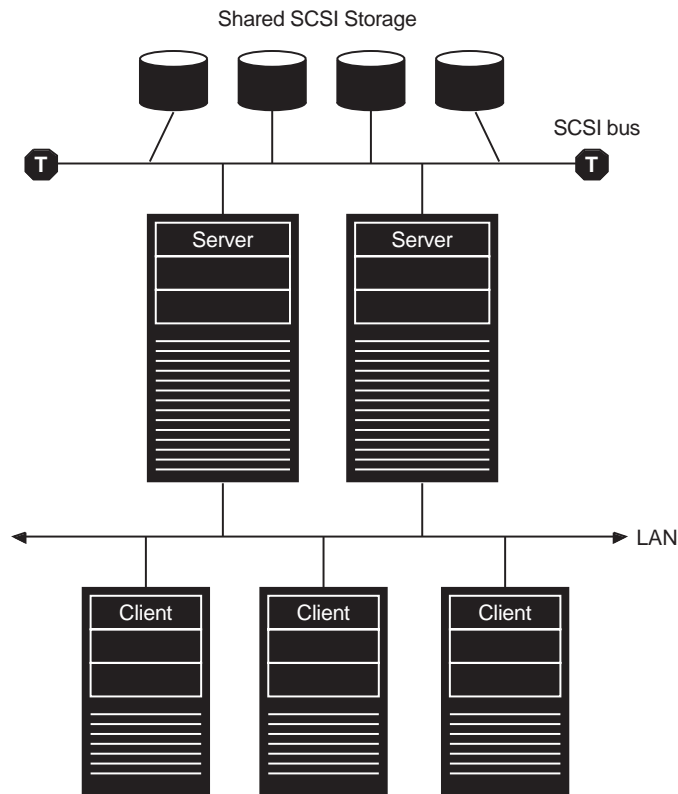 Shared SCSI Storage
SCSI bus
T
T
Server
Server
LAN
Client
Client
Client